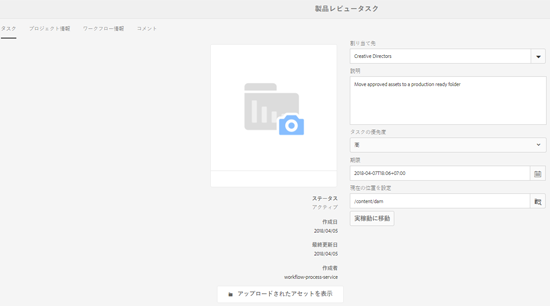 製品レビュータスク
タスク プロジェクト情報 ワークフロー情報 コメント
割り当て先
Creative Directors
説明
Move approved assets to a production ready folder
タスクの優先度
高
期限
2018-04-07T18:06+07:00
現在の位置を設定
/content/dam
実稼動に移動
ステータス
アクティブ
作成日
2018/04/05
最終更新日
2018/04/05
作成者
workflow-process-service
アップロードされたアセットを表示